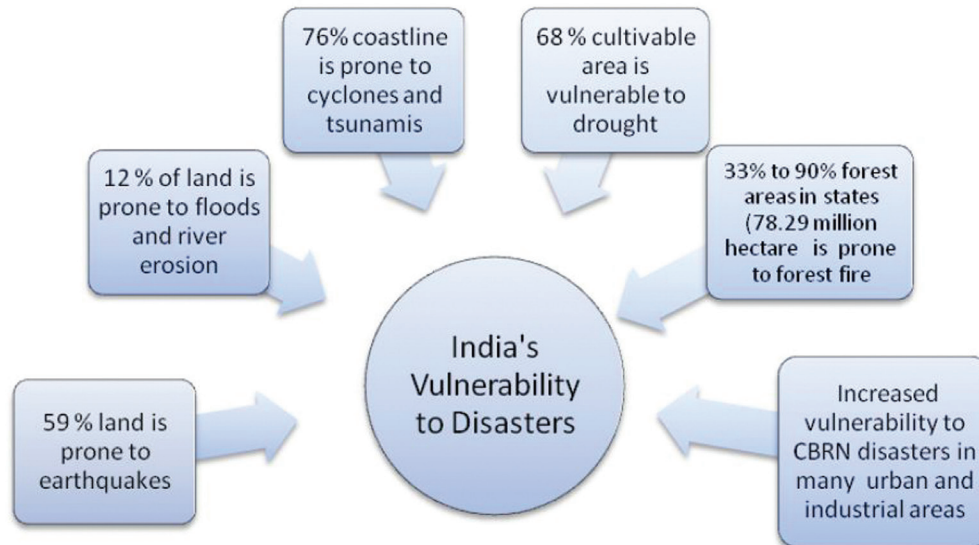 76% coastline
is prone to
cyclones and
tsunamis
68 % cultivable
area is
vulnerable to
drought
12 % of land is
prone to floods
and river
erosion
33% to 90% forest
areas in states
(78.29 million
hectare is prone
to forest fire
India's
Vulnerability
to Disasters
59 % land is
prone to
earthquakes
Increased
vulnerability to
CBRN disasters in
many urban and
industrial areas